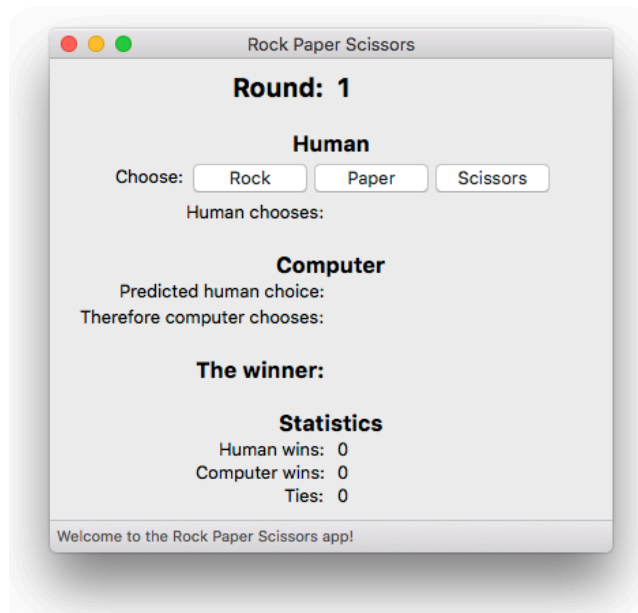 Rock Paper Scissors
Round: 1
Human
Choose: Rock Paper Scissors
Human chooses:
Computer
Predicted human choice:
Therefore computer chooses:
The winner:
Statistics
Human wins: 0
Computer wins: 0
Ties: 0
Welcome to the Rock Paper Scissors app!